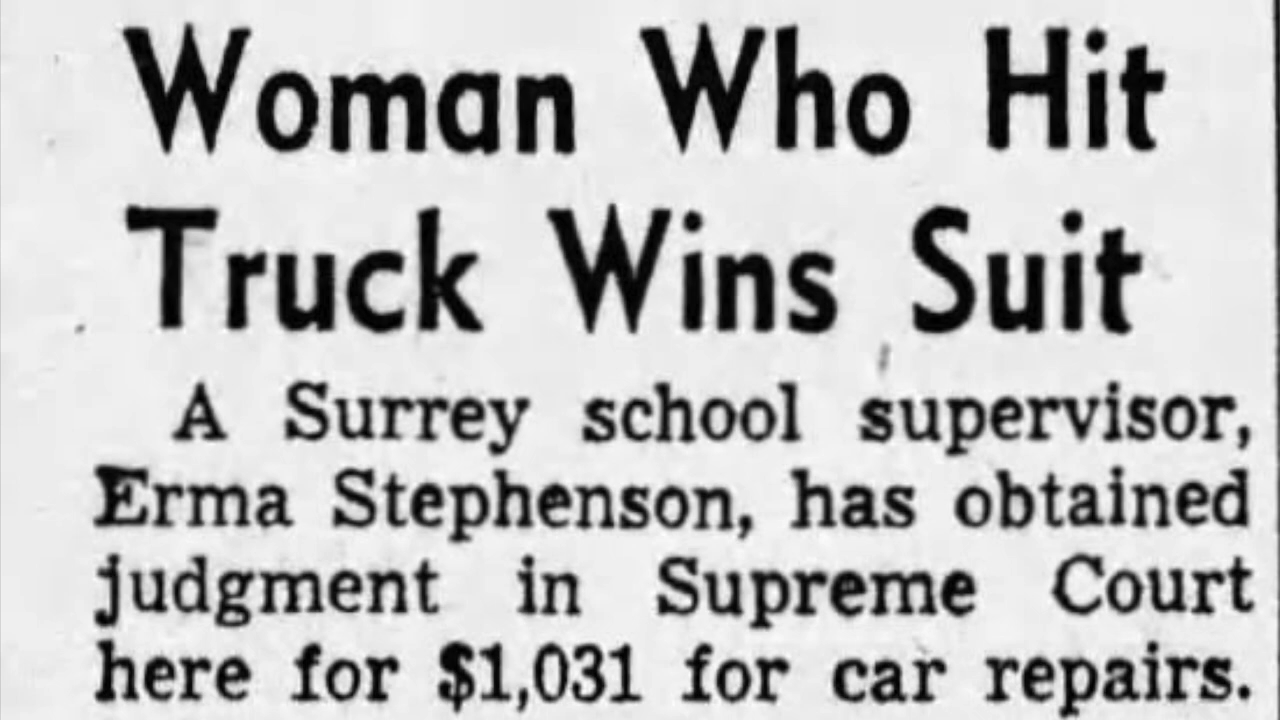 Woman Who Hit
Truck Wins Suit
A Surrey school supervisor,
Erma Stephenson, has obtained
judgment in Supreme Court
here for $1,031 for car repairs.